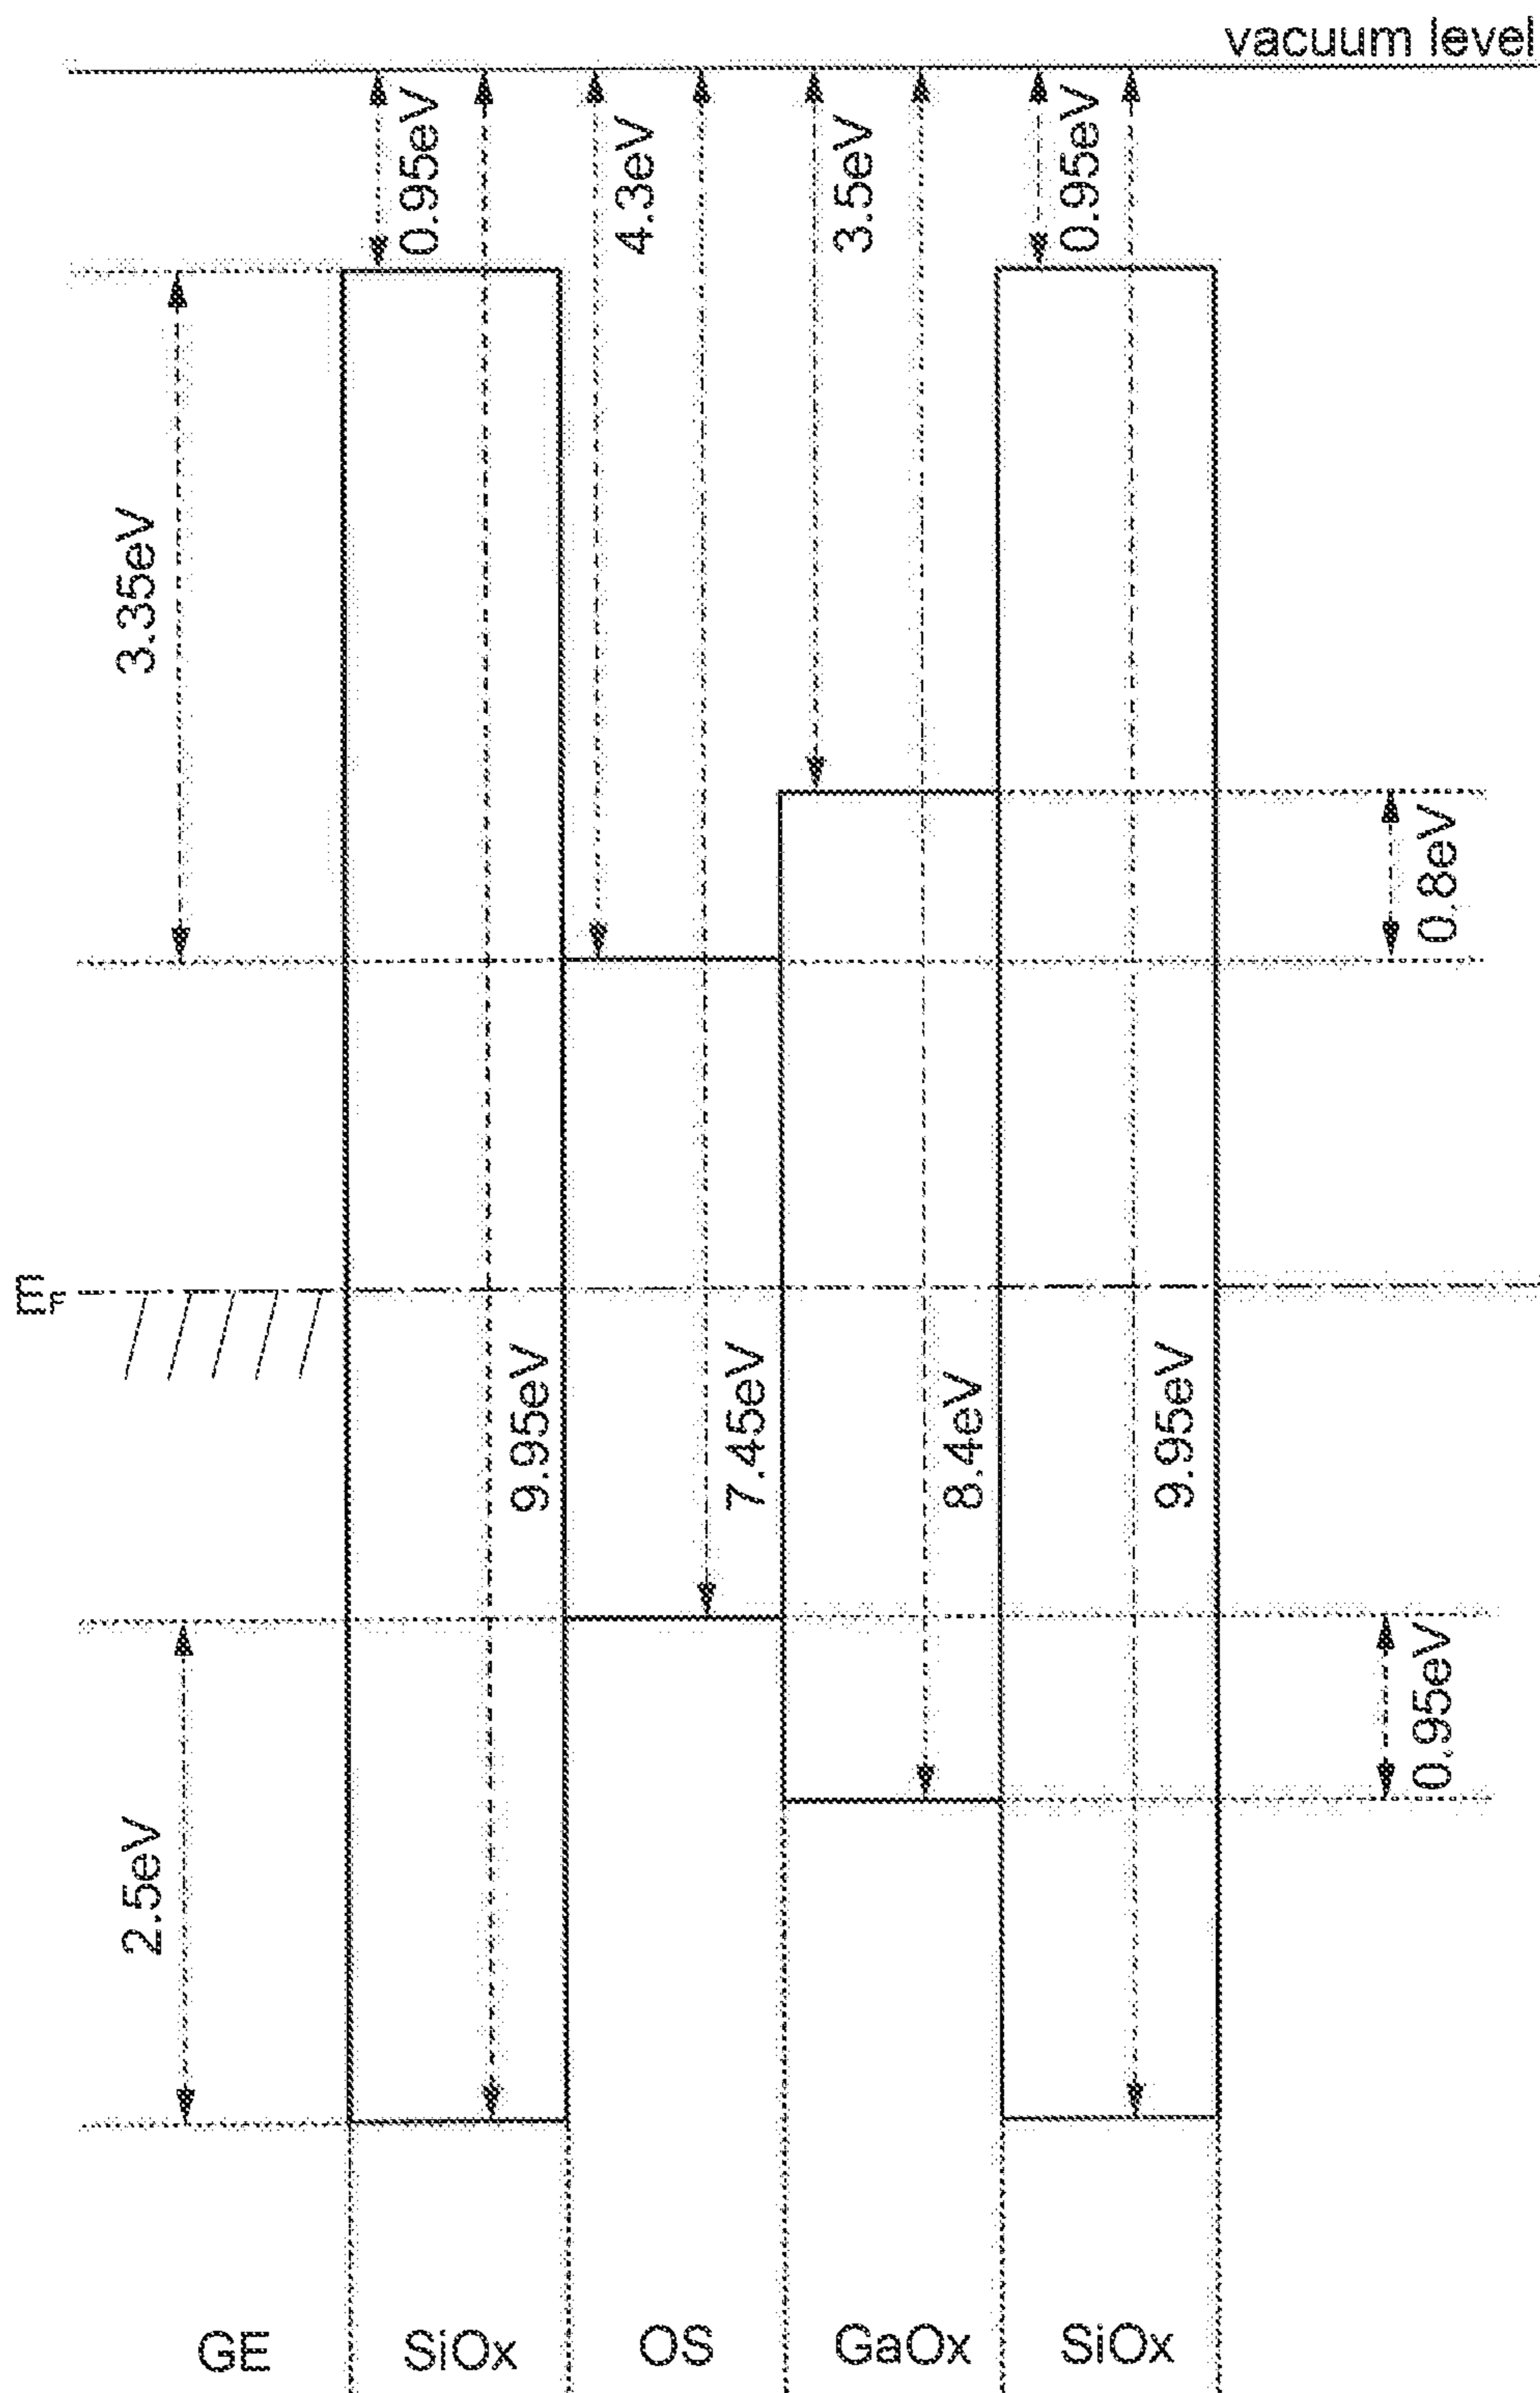 vacuum level
0.95eV
4.3eV
3.5eV
0.95eV
3.35eV
0.8eV
EF
9.95eV
7.45eV
8.4eV
9.95eV
0.95eV
2.5eV
GE
SiOx
OS
GaOx
SiOx